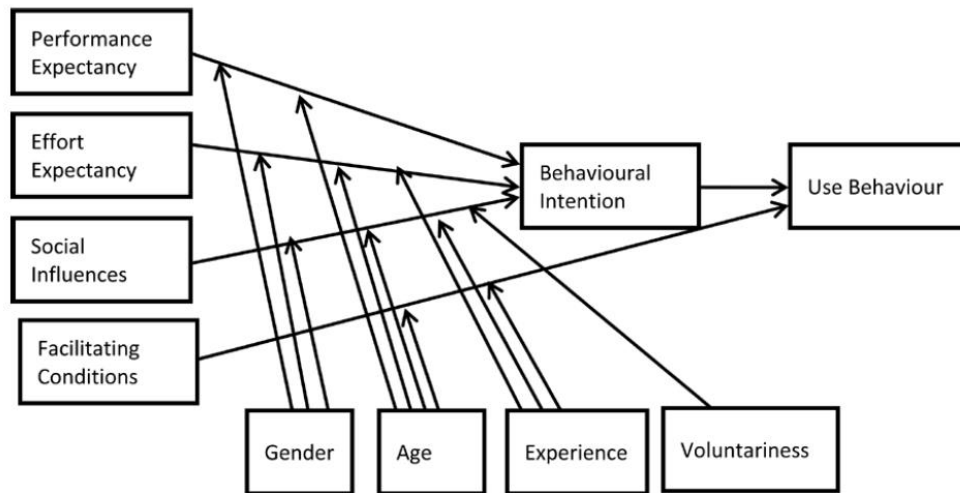 Performance
Expectancy
Effort
Expectancy
Social
Influences
Facilitating
Conditions
Behavioural
Intention
Use Behaviour
Gender
Age
Experience
Voluntariness